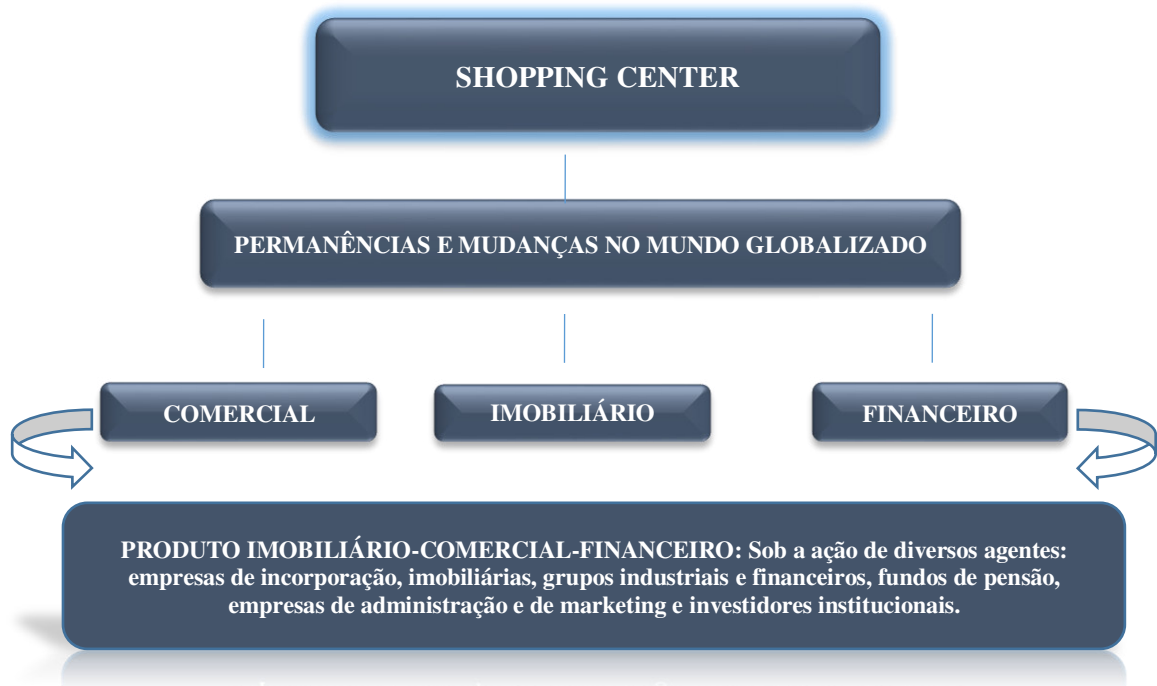 SHOPPING CENTER
PERMANÊNCIAS E MUDANÇAS NO MUNDO GLOBALIZADO
COMERCIAL
IMOBILIÁRIO
FINANCEIRO
PRODUTO IMOBILIÁRIO-COMERCIAL-FINANCEIRO: Sob a ação de diversos agentes:
empresas de incorporação, imobiliárias, grupos industriais e financeiros, fundos de pensão,
empresas de administração e de marketing e investidores institucionais.